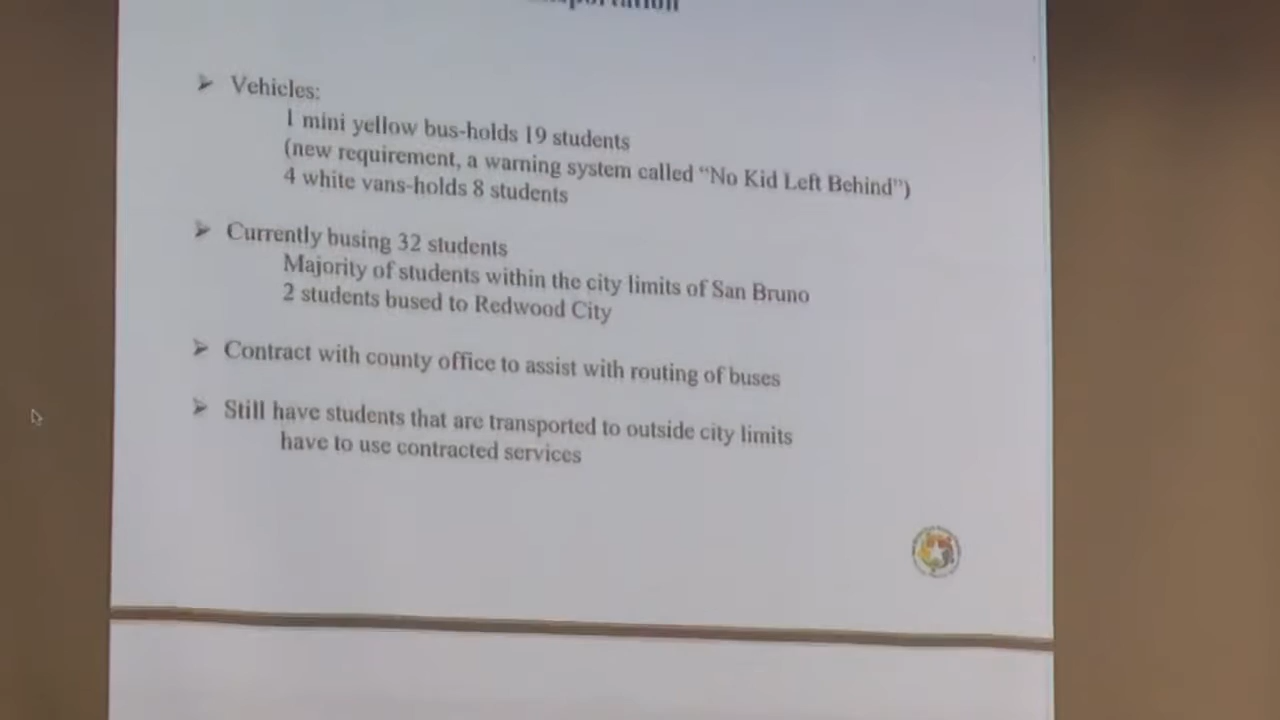 ➢ Vehicles:
1 mini yellow bus-holds 19 students
(new requirement, a warning system called “No Kid Left Behind”)
4 white vans-holds 8 students
➢ Currently busing 32 students
Majority of students within the city limits of San Bruno
2 students bused to Redwood City
➢ Contract with county office to assist with routing of buses
➢ Still have students that are transported to outside city limits
have to use contracted services